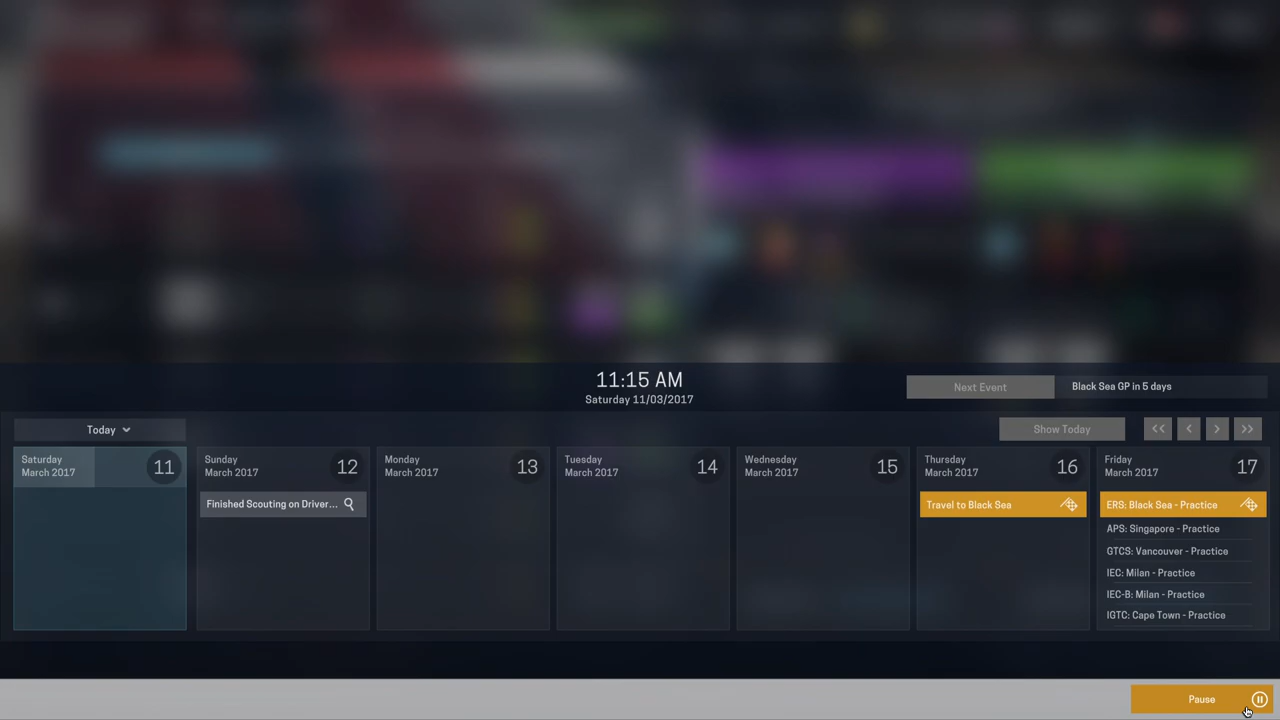 11:15 AM
Saturday 11/03/2017
Next Event
Black Sea GP in 5 days
Today
Show Today
Saturday
March 2017
11
Sunday
March 2017
12
Finished Scouting on Driver...
Monday
March 2017
13
Tuesday
March 2017
14
Wednesday
March 2017
15
Thursday
March 2017
16
Travel to Black Sea
Friday
March 2017
17
ERS: Black Sea - Practice
APS: Singapore - Practice
GTCS: Vancouver - Practice
IEC: Milan - Practice
IEC-B: Milan - Practice
IGTC: Cape Town - Practice
Pause